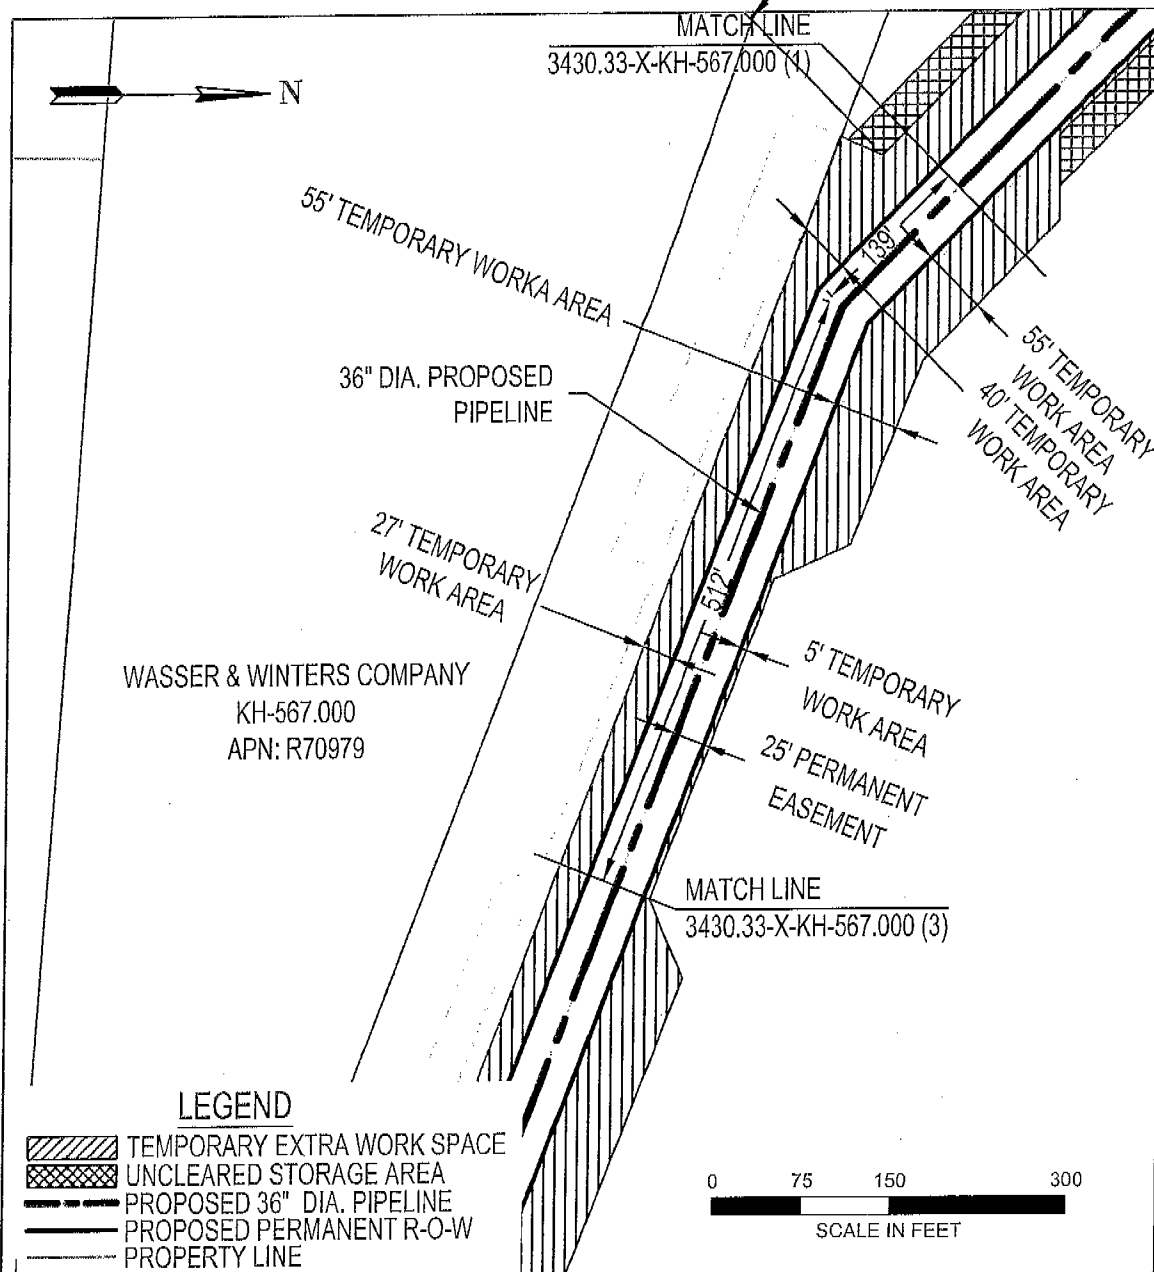 MATCH LINE
3430.33-X-KH-567.000 (1)
N
55' TEMPORARY WORKA AREA
139'
36" DIA. PROPOSED
PIPELINE
55' TEMPORARY
WORK AREA
40' TEMPORARY
WORK AREA
27' TEMPORARY
WORK AREA
512'
WASSER & WINTERS COMPANY
KH-567.000
APN: R70979
5' TEMPORARY
WORK AREA
25' PERMANENT
EASEMENT
MATCH LINE
3430.33-X-KH-567.000 (3)
LEGEND
TEMPORARY EXTRA WORK SPACE
UNCLEARED STORAGE AREA
PROPOSED 36" DIA. PIPELINE
PROPOSED PERMANENT R-O-W
PROPERTY LINE
0 75 150 300
SCALE IN FEET